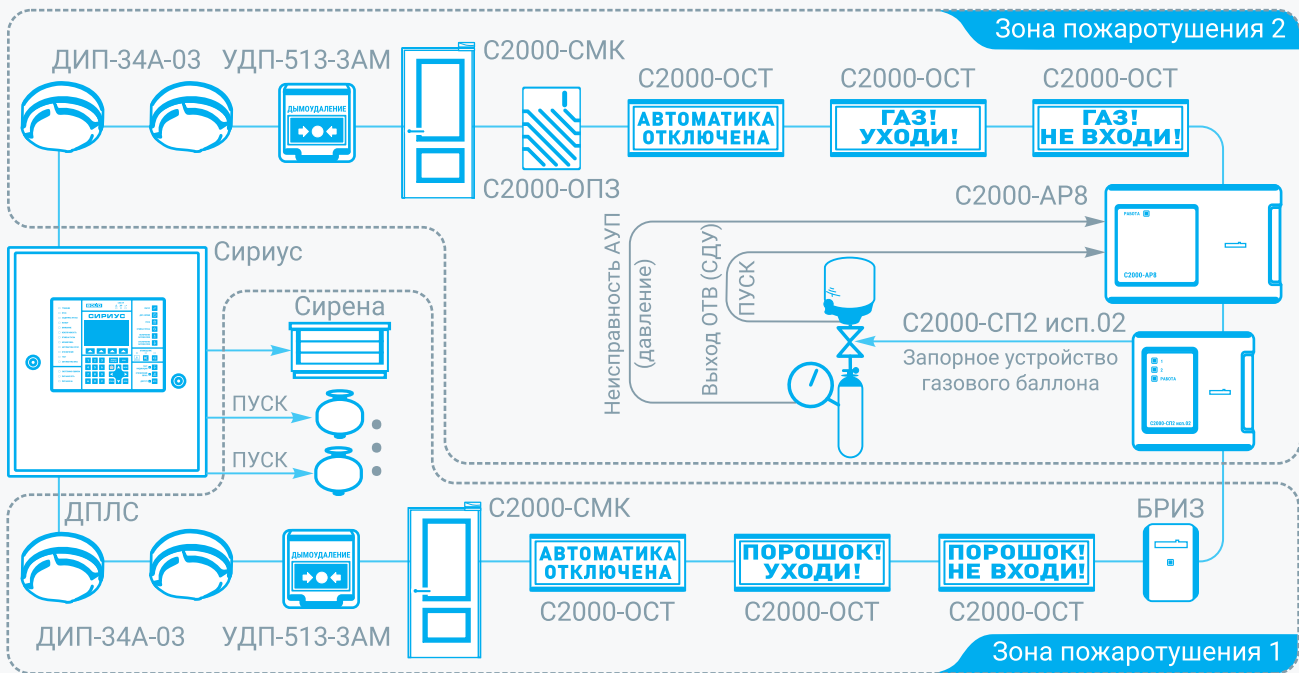 Зона пожаротушения 2
ДИП-34А-03
УДП-513-3АМ
С2000-СМК
С2000-ОСТ
С2000-ОСТ
С2000-ОСТ
ДЫМОУДАЛЕНИЕ
АВТОМАТИКА
ОТКЛЮЧЕНА
ГАЗ!
УХОДИ!
ГАЗ!
НЕ ВХОДИ!
С2000-ОПЗ
С2000-АР8
РАБОТА
С2000-АР8
Неисправность АУП
(давление)
Выход ОТВ (СДУ)
ПУСК
Сириус
СИРИУС
Сирена
ПУСК
ПУСК
С2000-СП2 исп.02
Запорное устройство
газового баллона
1
2
РАБОТА
С2000-СП2 исп.02
ДПЛС
С2000-СМК
БРИЗ
ДЫМОУДАЛЕНИЕ
АВТОМАТИКА
ОТКЛЮЧЕНА
ПОРОШОК!
УХОДИ!
ПОРОШОК!
НЕ ВХОДИ!
С2000-ОСТ
С2000-ОСТ
С2000-ОСТ
ДИП-34А-03
УДП-513-3АМ
Зона пожаротушения 1